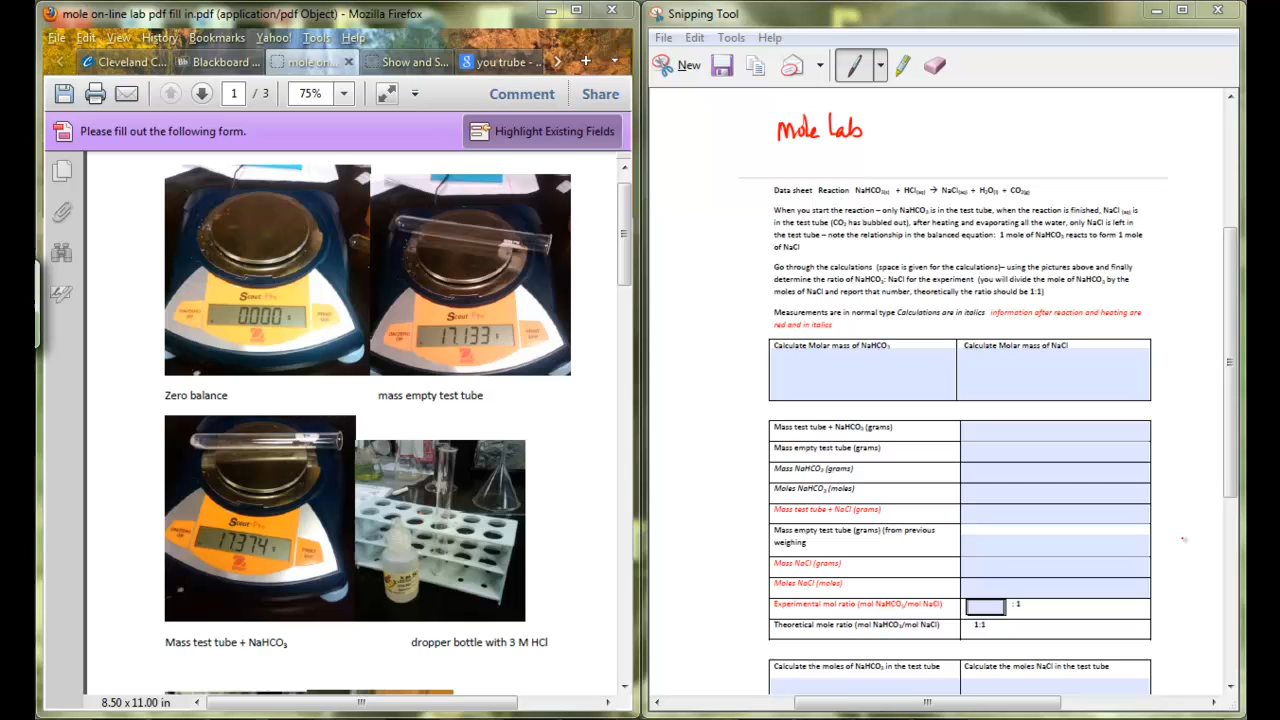 mole on-line lab pdf fill in.pdf (application/pdf Object) - Mozilla Firefox
File Edit View History Bookmarks Yahoo! Tools Help
Cleveland C... Bb Blackboard ... mole on... Show and S... you trube - ...
1 / 3 75% Comment Share
Please fill out the following form. Highlight Existing Fields
Scout Pro
0.000
Scout Pro
17.133
Zero balance mass empty test tube
Scout Pro
17.374
Mass test tube + NaHCO₃ dropper bottle with 3 M HCl
8.50 x 11.00 in
Snipping Tool
File Edit Tools Help
New
mole lab
Data sheet Reaction NaHCO₃₍s₎ + HCl₍aq₎ → NaCl₍aq₎ + H₂O₍l₎ + CO₂₍g₎
When you start the reaction – only NaHCO₃ is in the test tube, when the reaction is finished, NaCl (aq) is
in the test tube (CO₂ has bubbled out), after heating and evaporating all the water, only NaCl is left in
the test tube – note the relationship in the balanced equation: 1 mole of NaHCO₃ reacts to form 1 mole
of NaCl
Go through the calculations (space is given for the calculations)– using the pictures above and finally
determine the ratio of NaHCO₃: NaCl for the experiment (you will divide the mole of NaHCO₃ by the
moles of NaCl and report that number, theoretically the ratio should be 1:1)
Measurements are in normal type Calculations are in italics information after reaction and heating are
red and in italics
Calculate Molar mass of NaHCO₃ Calculate Molar mass of NaCl
Mass test tube + NaHCO₃ (grams)
Mass empty test tube (grams)
Mass NaHCO₃ (grams)
Moles NaHCO₃ (moles)
Mass test tube + NaCl (grams)
Mass empty test tube (grams) (from previous
weighing
Mass NaCl (grams)
Moles NaCl (moles)
Experimental mol ratio (mol NaHCO₃/mol NaCl) : 1
Theoretical mole ratio (mol NaHCO₃/mol NaCl) 1:1
Calculate the moles of NaHCO₃ in the test tube Calculate the moles NaCl in the test tube